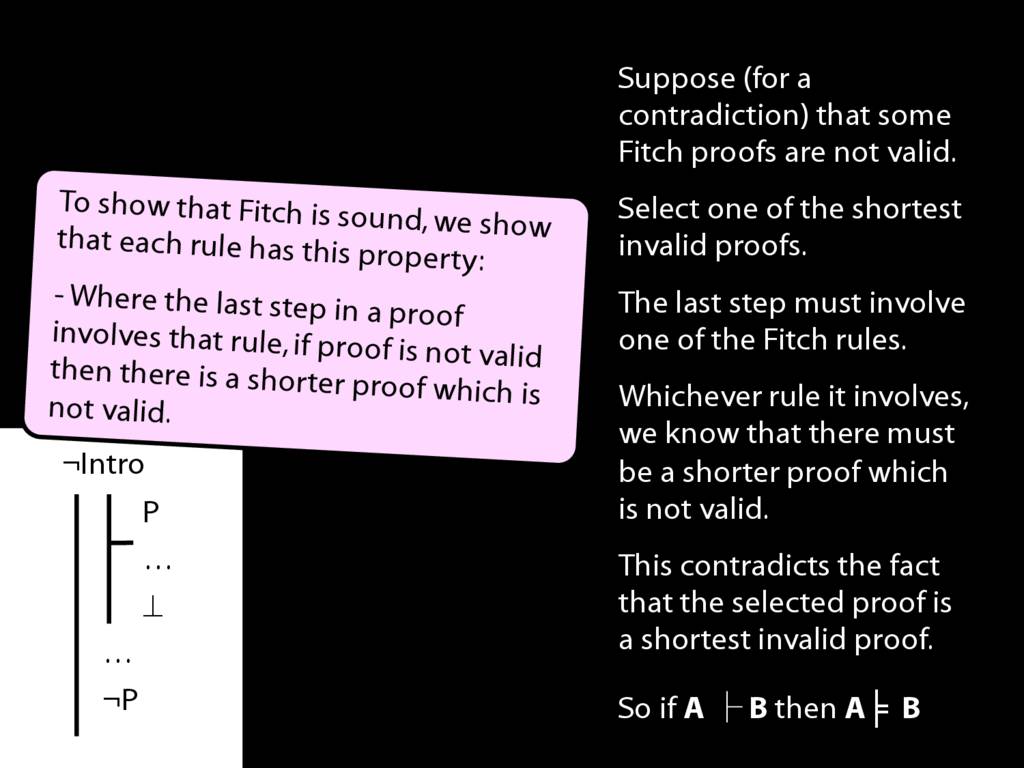 To show that Fitch is sound, we show
that each rule has this property:
- Where the last step in a proof
involves that rule, if proof is not valid
then there is a shorter proof which is
not valid.
¬Intro
P
...
⊥
...
¬P
Suppose (for a
contradiction) that some
Fitch proofs are not valid.
Select one of the shortest
invalid proofs.
The last step must involve
one of the Fitch rules.
Whichever rule it involves,
we know that there must
be a shorter proof which
is not valid.
This contradicts the fact
that the selected proof is
a shortest invalid proof.
So if A ⊢ B then A ⊨ B